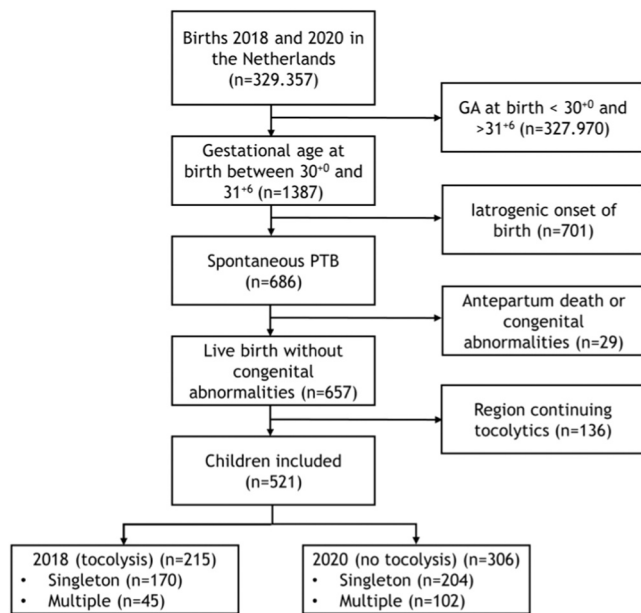 Births 2018 and 2020 in
the Netherlands
(n=329.357)
GA at birth < 30⁺⁰ and
>31⁺⁶ (n=327.970)
Gestational age at
birth between 30⁺⁰ and
31⁺⁶ (n=1387)
Iatrogenic onset of
birth (n=701)
Spontaneous PTB
(n=686)
Antepartum death or
congenital
abnormalities (n=29)
Live birth without
congenital
abnormalities (n=657)
Region continuing
tocolytics (n=136)
Children included
(n=521)
2018 (tocolysis) (n=215)
• Singleton (n=170)
• Multiple (n=45)
2020 (no tocolysis) (n=306)
• Singleton (n=204)
• Multiple (n=102)